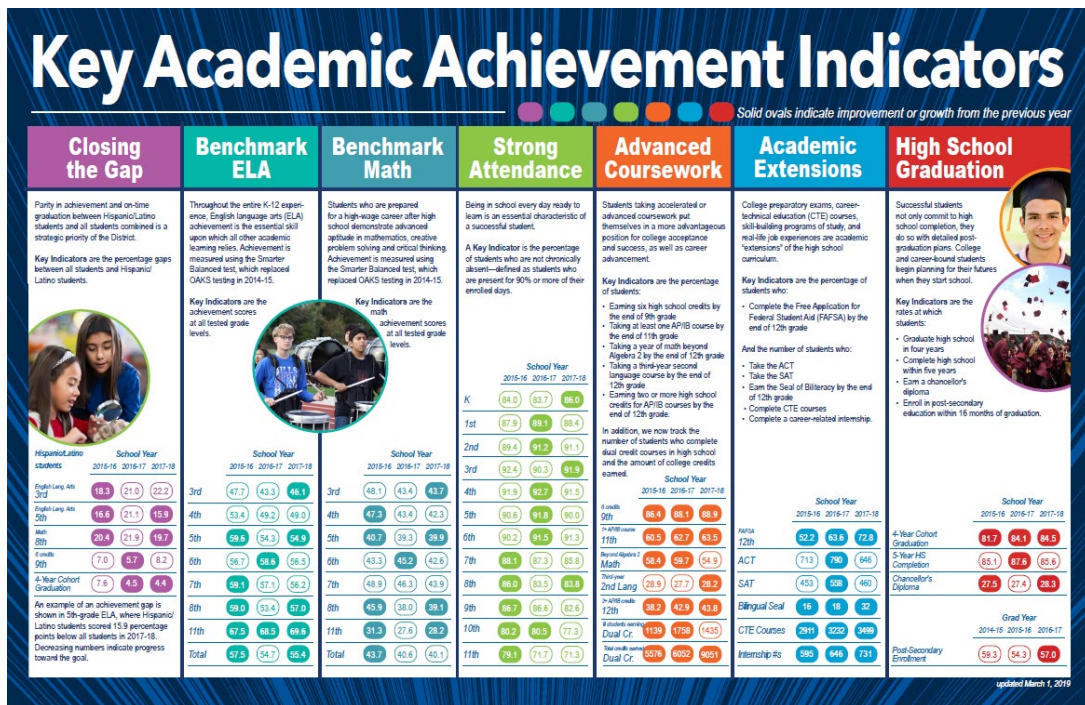 Key Academic Achievement Indicators
Solid ovals indicate improvement or growth from the previous year
Closing
the Gap
Parity in achievement and on-time
graduation between Hispanic/Latino
students and all students combined is a
strategic priority of the District.
Key Indicators are the percentage gaps
between all students and Hispanic/
Latino students.
Hispanic/Latino
students
School Year
2015-16 2016-17 2017-18
English Lang. Arts
3rd 18.3 21.0 22.2
English Lang. Arts
5th 16.6 21.1 15.9
Math
8th 20.4 21.9 19.7
6 credits
9th 7.0 5.7 8.2
4-Year Cohort
Graduation 7.6 4.5 4.4
An example of an achievement gap is
shown in 5th-grade ELA, where Hispanic/
Latino students scored 15.9 percentage
points below all students in 2017-18.
Decreasing numbers indicate progress
toward the goal.
Benchmark
ELA
Throughout the entire K-12 experi-
ence, English language arts (ELA)
achievement is the essential skill
upon which all other academic
learning relies. Achievement is
measured using the Smarter
Balanced test, which replaced
OAKS testing in 2014-15.
Key Indicators are the
achievement scores
at all tested grade
levels.
School Year
2015-16 2016-17 2017-18
3rd 47.7 43.3 46.1
4th 53.4 49.2 49.0
5th 59.6 54.3 54.9
6th 56.7 58.6 56.5
7th 59.1 57.1 56.2
8th 59.0 53.4 57.0
11th 67.5 68.5 69.6
Total 57.5 54.7 55.4
Benchmark
Math
Students who are prepared
for a high-wage career after high
school demonstrate advanced
aptitude in mathematics, creative
problem solving and critical thinking.
Achievement is measured using
the Smarter Balanced test, which
replaced OAKS testing in 2014-15.
Key Indicators are the
math
achievement scores
at all tested grade
levels.
School Year
2015-16 2016-17 2017-18
3rd 48.1 43.4 43.7
4th 47.3 43.4 42.3
5th 40.7 39.3 39.9
6th 43.3 45.2 42.6
7th 48.9 46.3 43.9
8th 45.9 38.0 39.1
11th 31.3 27.6 28.2
Total 43.7 40.6 40.1
Strong
Attendance
Being in school every day ready to
learn is an essential characteristic of
a successful student.
A Key Indicator is the percentage
of students who are not chronically
absent—defined as students who
are present for 90% or more of their
enrolled days.
School Year
2015-16 2016-17 2017-18
K 84.0 83.7 86.0
1st 87.9 89.1 88.4
2nd 89.4 91.2 91.1
3rd 92.4 90.3 91.9
4th 91.9 92.7 91.5
5th 90.6 91.8 90.0
6th 90.2 91.5 91.3
7th 88.1 87.3 85.8
8th 86.0 83.5 83.8
9th 86.7 86.6 82.6
10th 80.2 80.5 77.3
11th 79.1 71.7 71.3
Advanced
Coursework
Students taking accelerated or
advanced coursework put
themselves in a more advantageous
position for college acceptance
and success, as well as career
advancement.
Key Indicators are the percentage
of students:
• Earning six high school credits by
the end of 9th grade
• Taking at least one AP/IB course by
the end of 11th grade
• Taking a year of math beyond
Algebra 2 by the end of 12th grade
• Taking a third-year second
language course by the end of
12th grade
• Earning two or more high school
credits for AP/IB courses by the
end of 12th grade.
In addition, we now track the
number of students who complete
dual credit courses in high school
and the amount of college credits
earned.
School Year
2015-16 2016-17 2017-18
6 credits
9th 86.4 88.1 88.9
1+ AP/IB course
11th 60.5 62.7 63.5
Beyond Algebra 2
Math 58.4 59.7 54.9
Third-year
2nd Lang 28.9 27.7 28.2
2+ AP/IB credits
12th 38.2 42.9 43.8
# students earning
Dual Cr. 1139 1758 1435
Total credits earned
Dual Cr. 5576 6052 9051
Academic
Extensions
College preparatory exams, career-
technical education (CTE) courses,
skill-building programs of study, and
real-life job experiences are academic
"extensions" of the high school
curriculum.
Key Indicators are the percentage of
students who:
• Complete the Free Application for
Federal Student Aid (FAFSA) by the
end of 12th grade
And the number of students who:
• Take the ACT
• Take the SAT
• Earn the Seal of Biliteracy by the end
of 12th grade
• Complete CTE courses
• Complete a career-related internship.
School Year
2015-16 2016-17 2017-18
FAFSA
12th 52.2 63.6 72.8
ACT 713 790 646
SAT 453 558 460
Bilingual Seal 16 18 32
CTE Courses 2911 3232 3499
Internship #s 595 646 731
High School
Graduation
Successful students
not only commit to high
school completion, they
do so with detailed post-
graduation plans. College
and career-bound students
begin planning for their futures
when they start school.
Key Indicators are the
rates at which
students:
• Graduate high school
in four years
• Complete high school
within five years
• Earn a chancellor's
diploma
• Enroll in post-secondary
education within 16 months of graduation.
School Year
2015-16 2016-17 2017-18
4-Year Cohort
Graduation 81.7 84.1 84.5
5-Year HS
Completion 85.1 87.6 85.6
Chancellor's
Diploma 27.5 27.4 28.3
Grad Year
2014-15 2015-16 2016-17
Post-Secondary
Enrollment 59.3 54.3 57.0
updated March 1, 2019